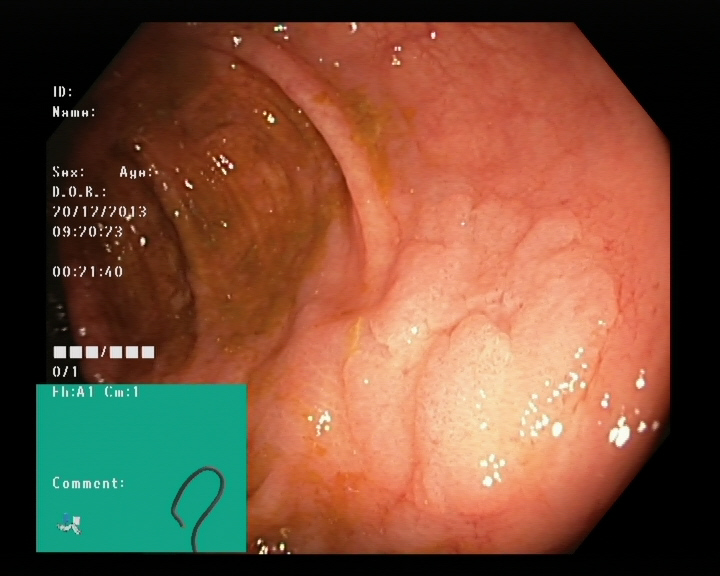 ID:
Name:
Sex: Age:
D.O.R.:
20/12/2013
09:20:23
00:21:40
■■■/■■■
0/1
Eh:A1 Cm:1
Comment: